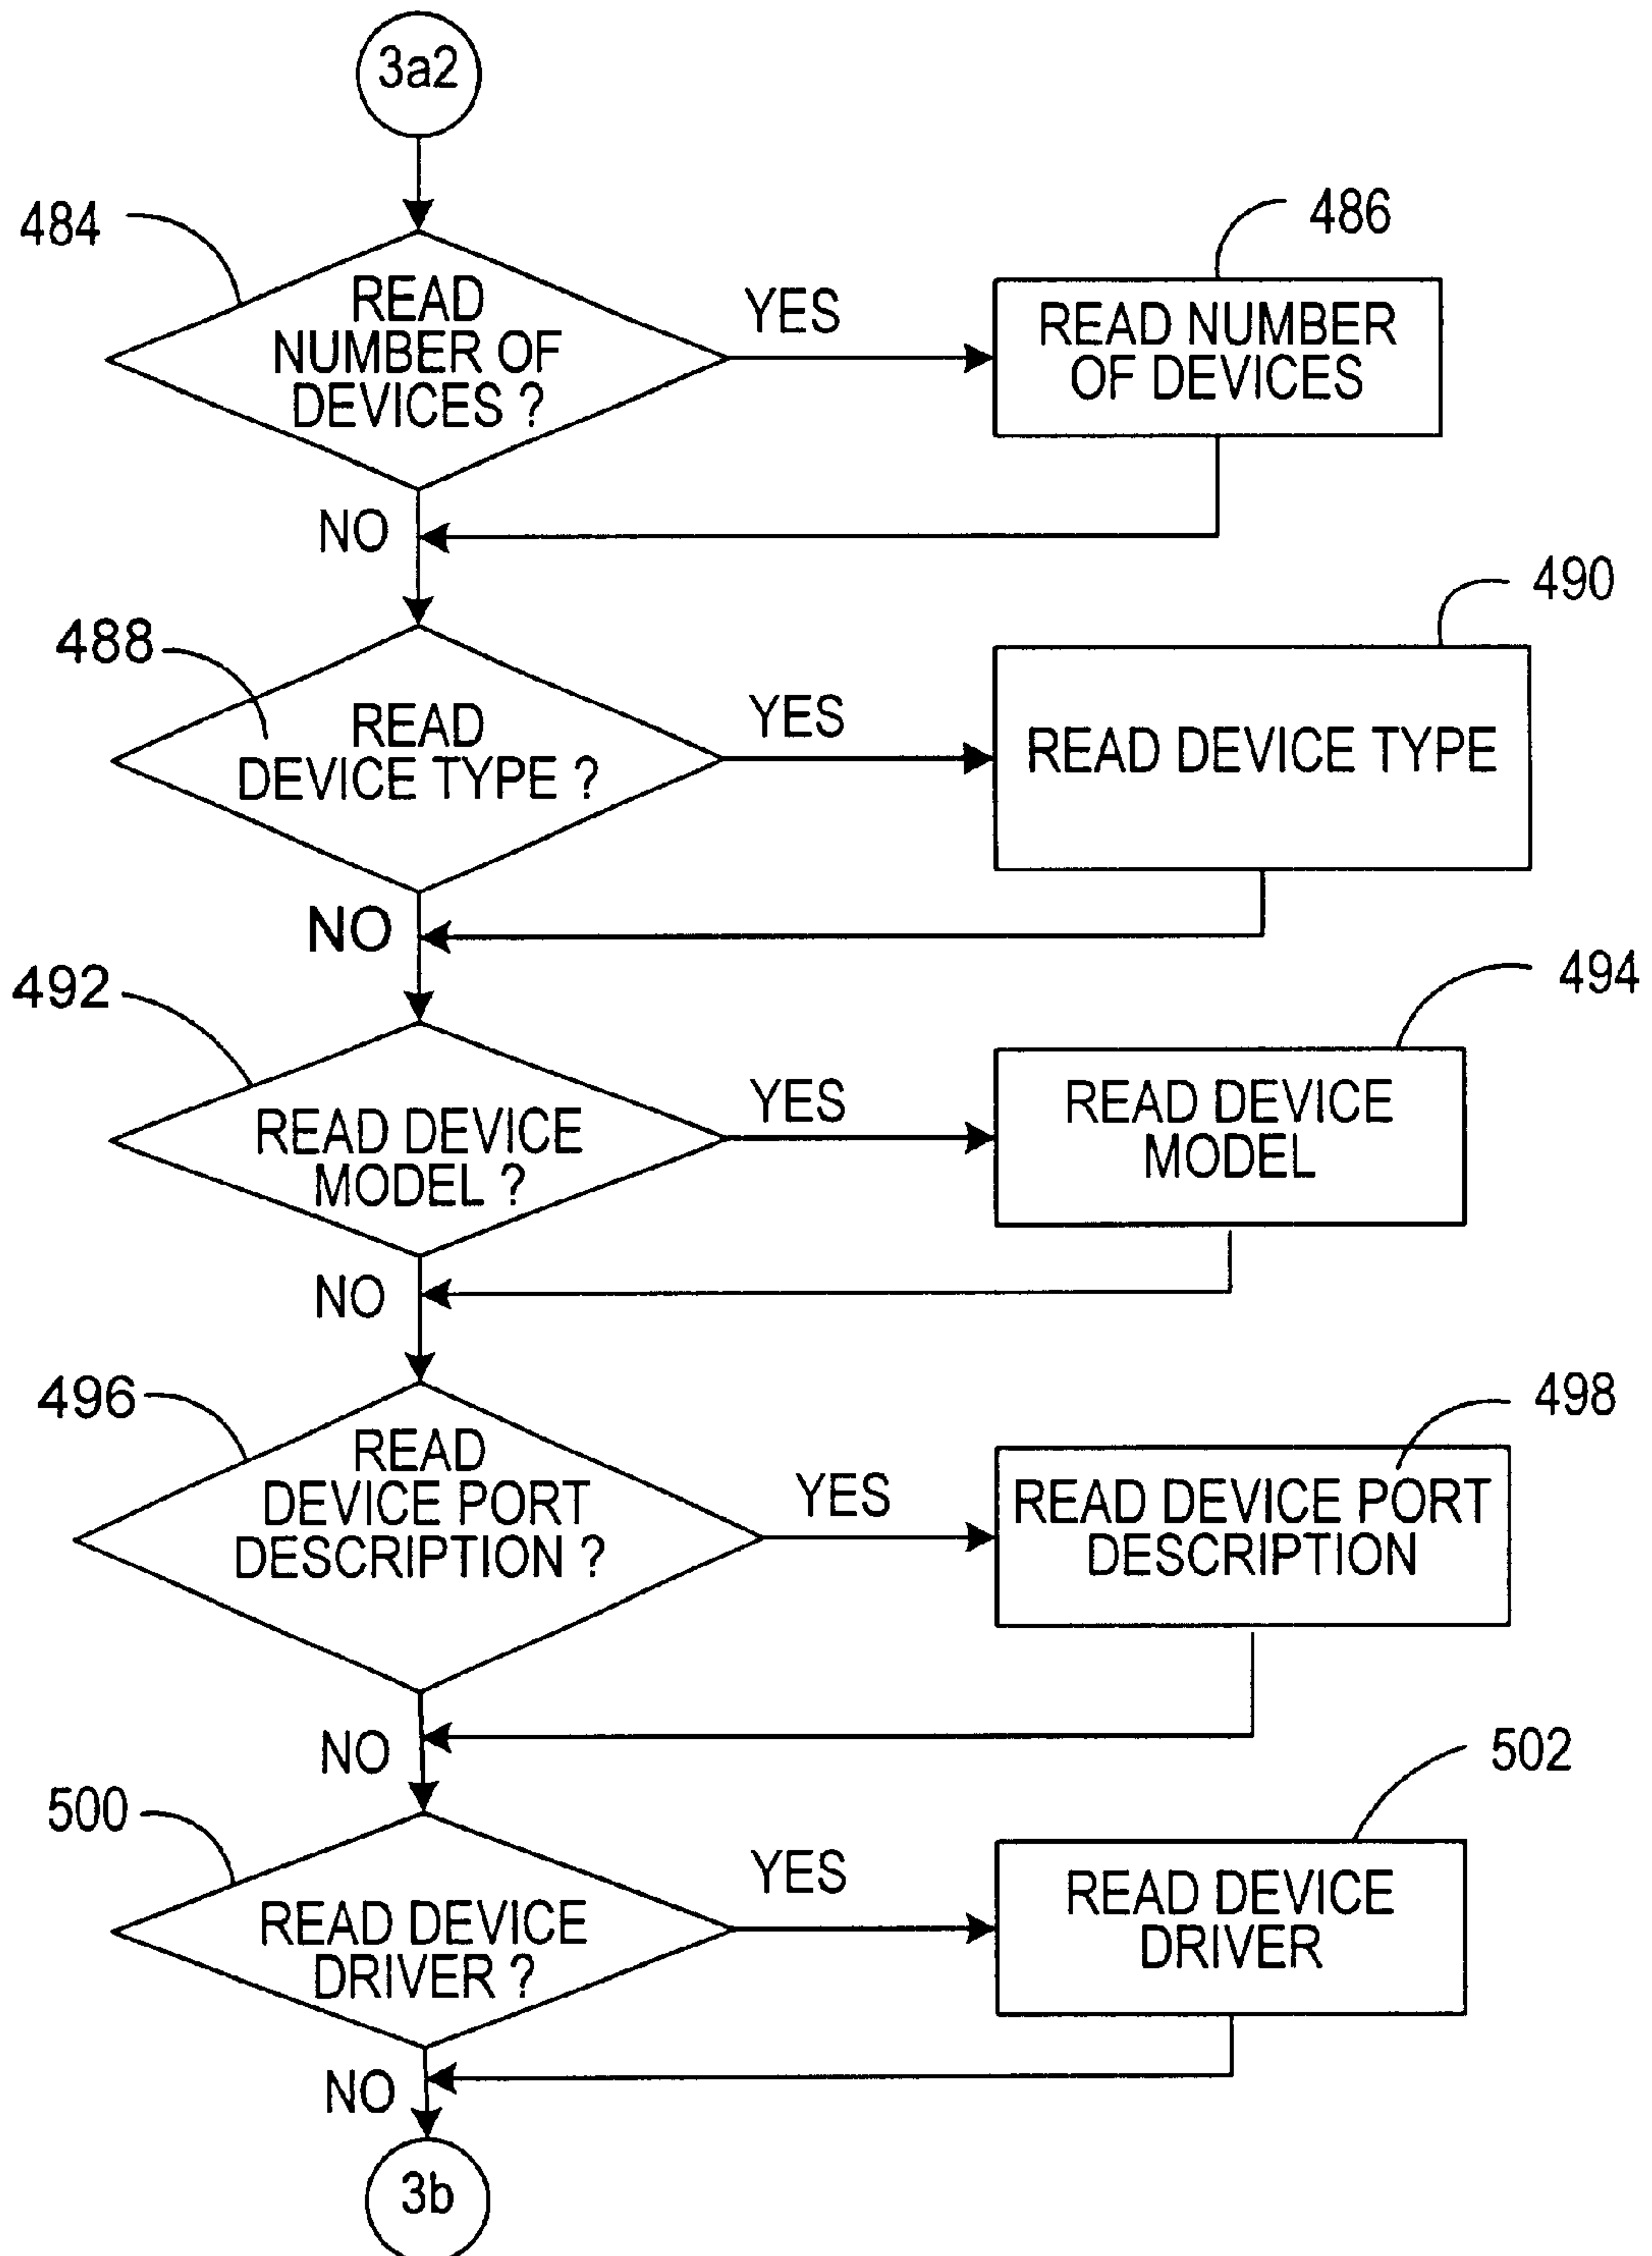 3a2
484
READ
NUMBER OF
DEVICES ?
YES
486
READ NUMBER
OF DEVICES
NO
488
READ
DEVICE TYPE ?
YES
490
READ DEVICE TYPE
NO
492
READ DEVICE
MODEL ?
YES
494
READ DEVICE
MODEL
NO
496
READ
DEVICE PORT
DESCRIPTION ?
YES
498
READ DEVICE PORT
DESCRIPTION
NO
500
READ DEVICE
DRIVER ?
YES
502
READ DEVICE
DRIVER
NO
3b